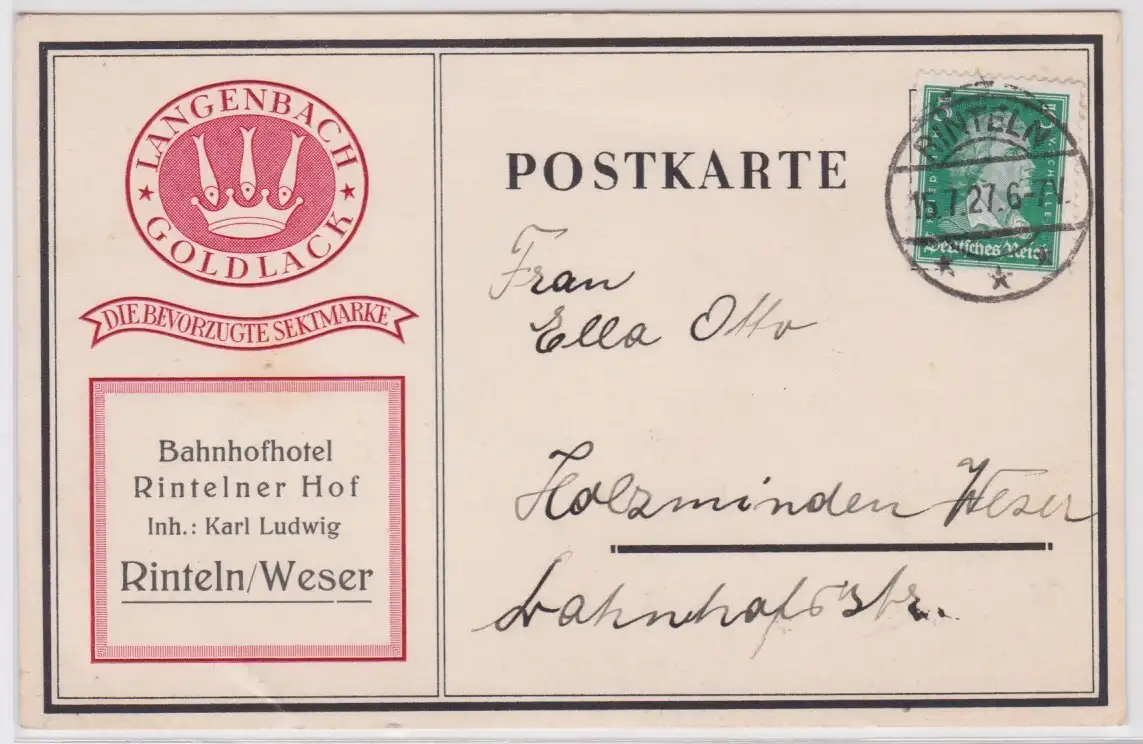 LANGENBACH
GOLDLACK
DIE BEVORZUGTE SEKTMARKE
Bahnhofhotel
Rintelner Hof
Inh.: Karl Ludwig
Rinteln/Weser
POSTKARTE
RINTELN
15.7.27.6-7V.
Deutsches Reich
Frau
Ella Otto
Holzminden Weser
Bahnhofstr.